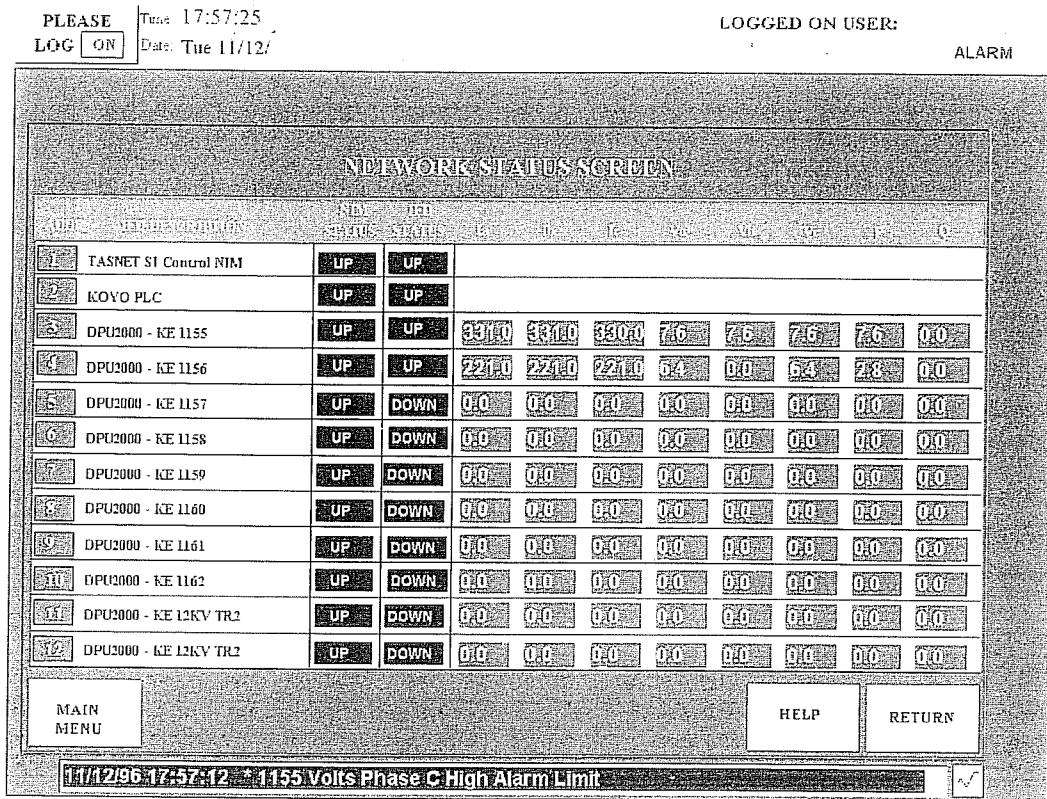 PLEASE
LOG ON
Time: 17:57:25
Date: Tue 11/12/
LOGGED ON USER:
ALARM
NETWORK STATUS SCREEN
NIM STATUS IED STATUS
1 TASNET S1 Control NIM UP UP
2 KOYO PLC UP UP
3 DPU2000 - KE 1155 UP UP 331.0 331.0 330.0 7.6 7.6 7.6 7.6 0.0
4 DPU2000 - KE 1156 UP UP 221.0 221.0 221.0 6.4 0.0 6.4 2.8 0.0
5 DPU2000 - KE 1157 UP DOWN 0.0 0.0 0.0 0.0 0.0 0.0 0.0 0.0
6 DPU2000 - KE 1158 UP DOWN 0.0 0.0 0.0 0.0 0.0 0.0 0.0 0.0
7 DPU2000 - KE 1159 UP DOWN 0.0 0.0 0.0 0.0 0.0 0.0 0.0 0.0
8 DPU2000 - KE 1160 UP DOWN 0.0 0.0 0.0 0.0 0.0 0.0 0.0 0.0
9 DPU2000 - KE 1161 UP DOWN 0.0 0.0 0.0 0.0 0.0 0.0 0.0 0.0
10 DPU2000 - KE 1162 UP DOWN 0.0 0.0 0.0 0.0 0.0 0.0 0.0 0.0
11 DPU2000 - KE 12KV TR2 UP DOWN 0.0 0.0 0.0 0.0 0.0 0.0 0.0 0.0
12 DPU2000 - KE 12KV TR2 UP DOWN 0.0 0.0 0.0 0.0 0.0 0.0 0.0 0.0
MAIN
MENU
HELP
RETURN
11/12/96 17:57:12 * 1155 Volts Phase C High Alarm Limit